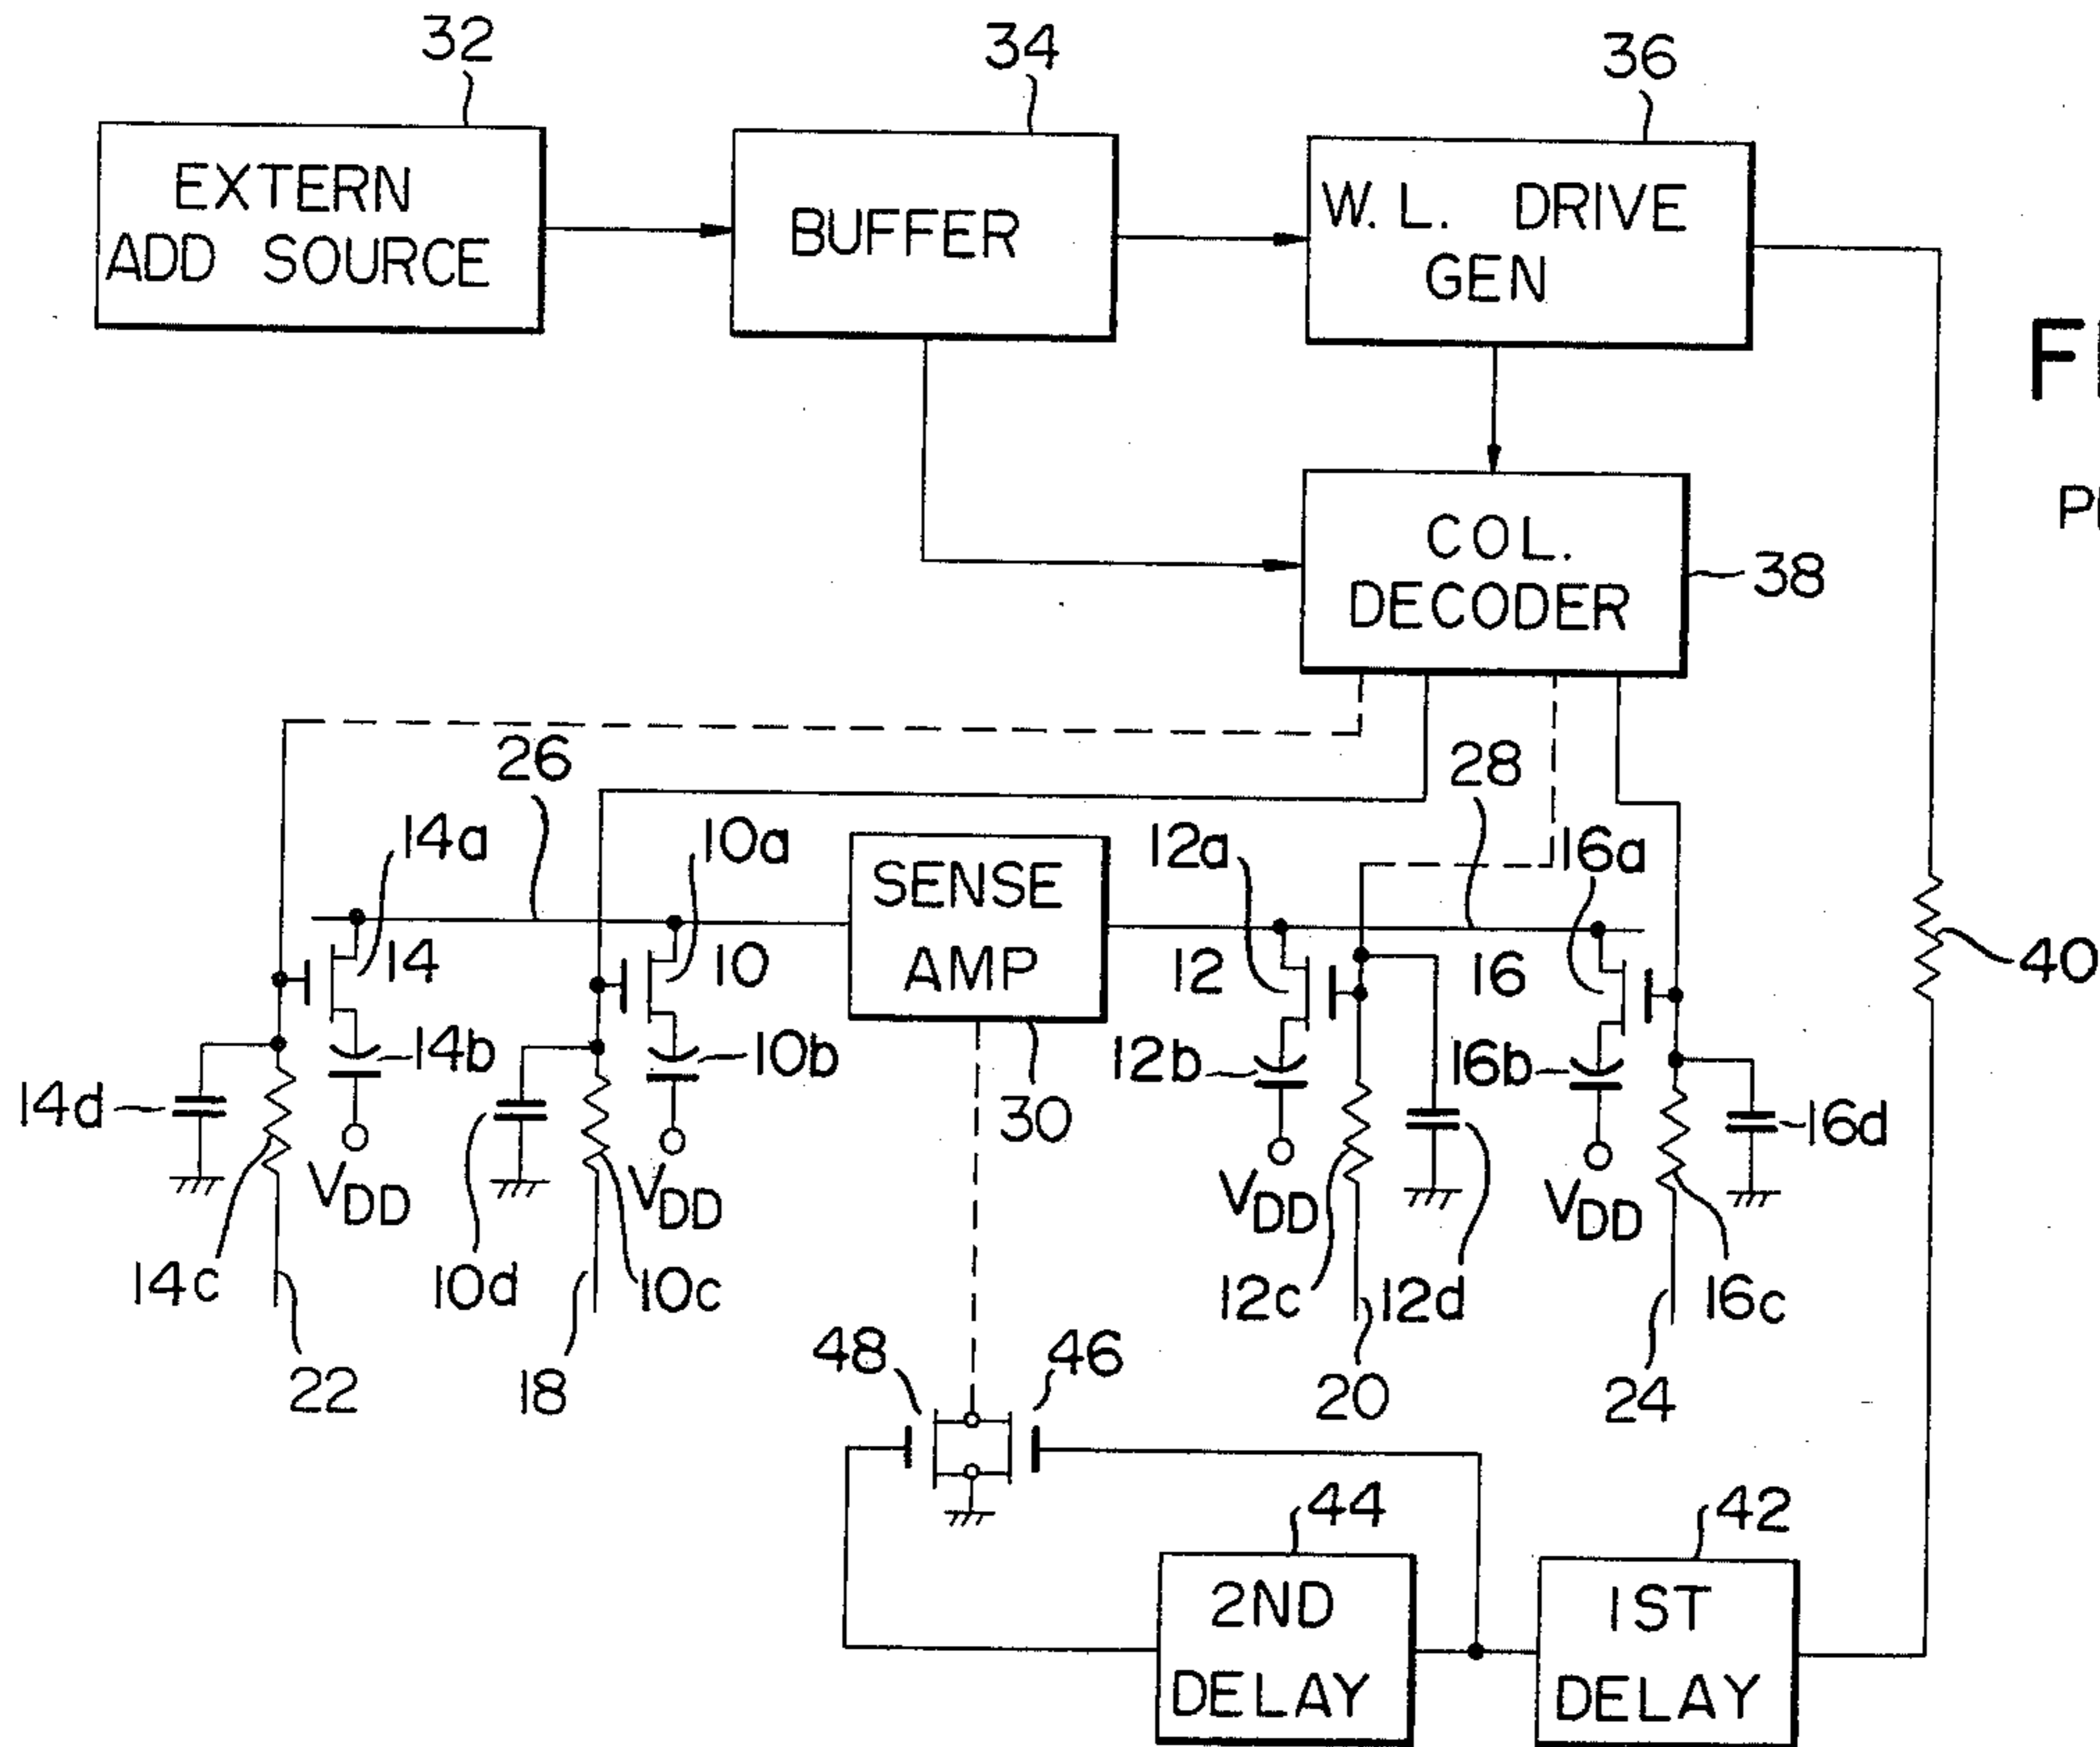 32
34
36
EXTERN
ADD SOURCE
BUFFER
W. L. DRIVE
GEN
COL.
DECODER
38
26
28
14a
10a
12a
16a
SENSE
AMP
14
10
12
16
40
14b
10b
12b
16b
14d
30
16d
VDD
VDD
VDD
VDD
14c
10d
10c
12c
12d
16c
22
18
48
46
20
24
44
42
2ND
DELAY
1ST
DELAY